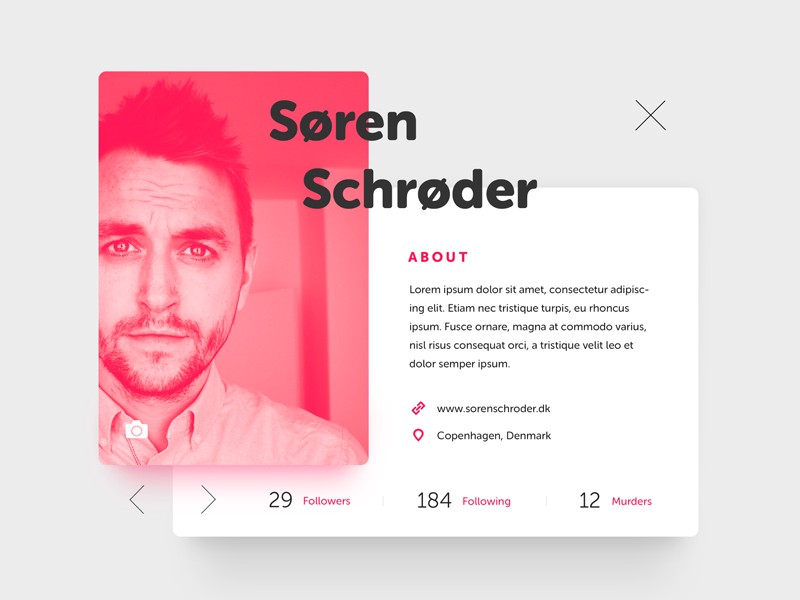 Søren
Schrøder
ABOUT
Lorem ipsum dolor sit amet, consectetur adipisc-
ing elit. Etiam nec tristique turpis, eu rhoncus
ipsum. Fusce ornare, magna at commodo varius,
nisl risus consequat orci, a tristique velit leo et
dolor semper ipsum.
www.sorenschroder.dk
Copenhagen, Denmark
29 Followers
184 Following
12 Murders